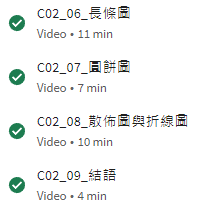 C02_06_長條圖
Video • 11 min
C02_07_圓餅圖
Video • 7 min
C02_08_散佈圖與折線圖
Video • 10 min
C02_09_結語
Video • 4 min